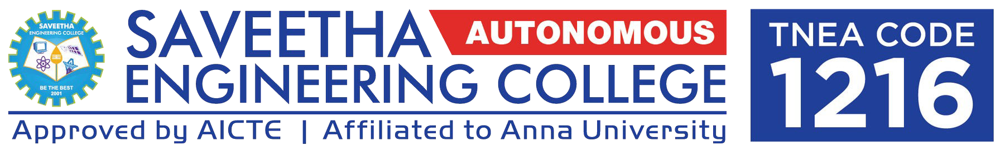 SAVEETHA
ENGINEERING COLLEGE
BE THE BEST
2001
SAVEETHA
AUTONOMOUS
ENGINEERING COLLEGE
Approved by AICTE | Affiliated to Anna University
TNEA CODE
1216